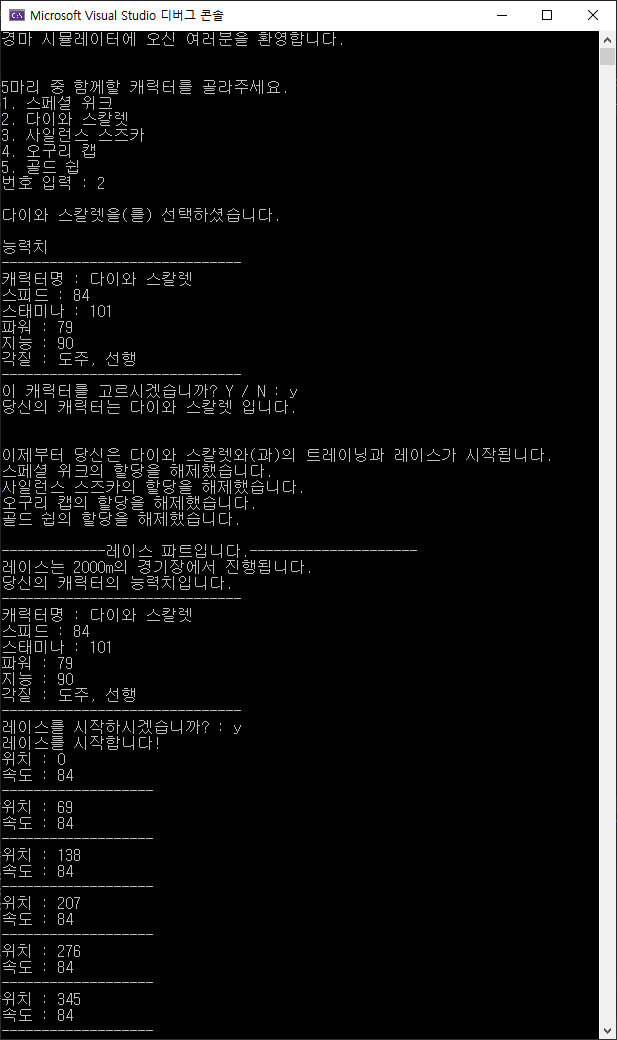 Microsoft Visual Studio 디버그 콘솔
경마 시뮬레이터에 오신 여러분을 환영합니다.
5마리 중 함께할 캐릭터를 골라주세요.
1. 스페셜 위크
2. 다이와 스칼렛
3. 사일런스 스즈카
4. 오구리 캡
5. 골드 쉽
번호 입력 : 2
다이와 스칼렛을(를) 선택하셨습니다.
능력치
------------------------------
캐릭터명 : 다이와 스칼렛
스피드 : 84
스태미나 : 101
파워 : 79
지능 : 90
각질 : 도주, 선행
------------------------------
이 캐릭터를 고르시겠습니까? Y / N : y
당신의 캐릭터는 다이와 스칼렛 입니다.
이제부터 당신은 다이와 스칼렛와(과)의 트레이닝과 레이스가 시작됩니다.
스페셜 위크의 할당을 해제했습니다.
사일런스 스즈카의 할당을 해제했습니다.
오구리 캡의 할당을 해제했습니다.
골드 쉽의 할당을 해제했습니다.
-------------레이스 파트입니다.---------------------
레이스는 2000m의 경기장에서 진행됩니다.
당신의 캐릭터의 능력치입니다.
------------------------------
캐릭터명 : 다이와 스칼렛
스피드 : 84
스태미나 : 101
파워 : 79
지능 : 90
각질 : 도주, 선행
------------------------------
레이스를 시작하시겠습니까? : y
레이스를 시작합니다!
위치 : 0
속도 : 84
-------------------
위치 : 69
속도 : 84
-------------------
위치 : 138
속도 : 84
-------------------
위치 : 207
속도 : 84
-------------------
위치 : 276
속도 : 84
-------------------
위치 : 345
속도 : 84
-------------------